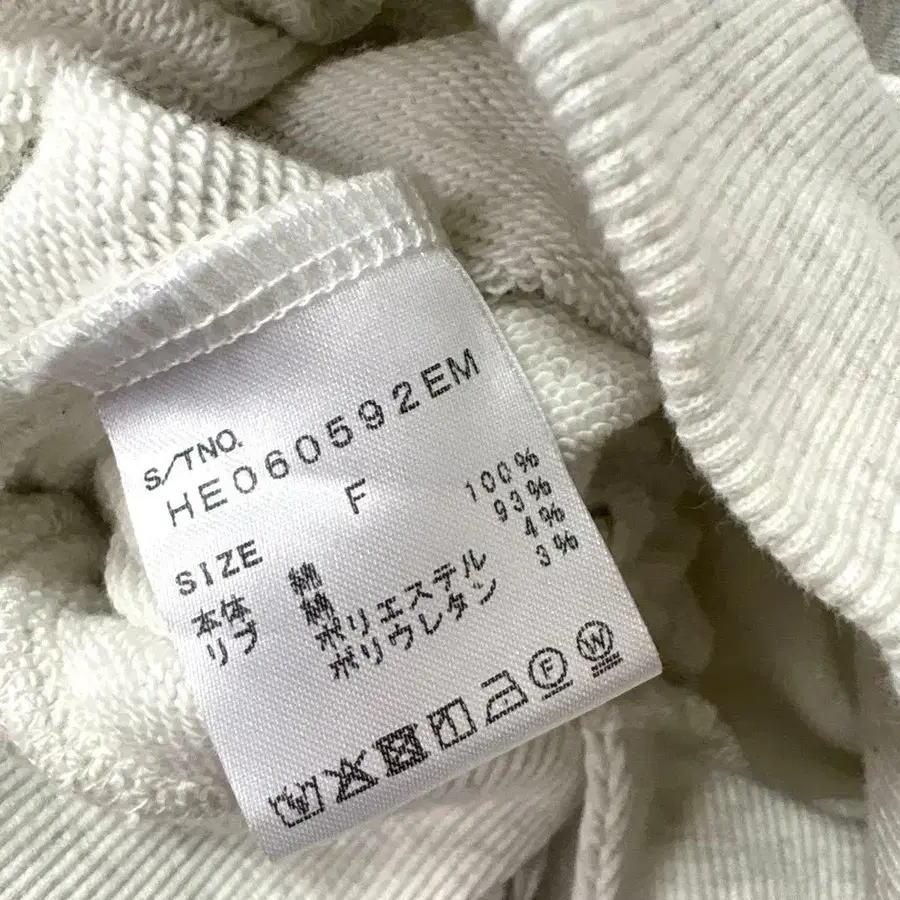 S/TNO.
HE060592EM
SIZE F
本体 綿 100%
リブ 綿 93%
ポリエステル 4%
ポリウレタン 3%
F W